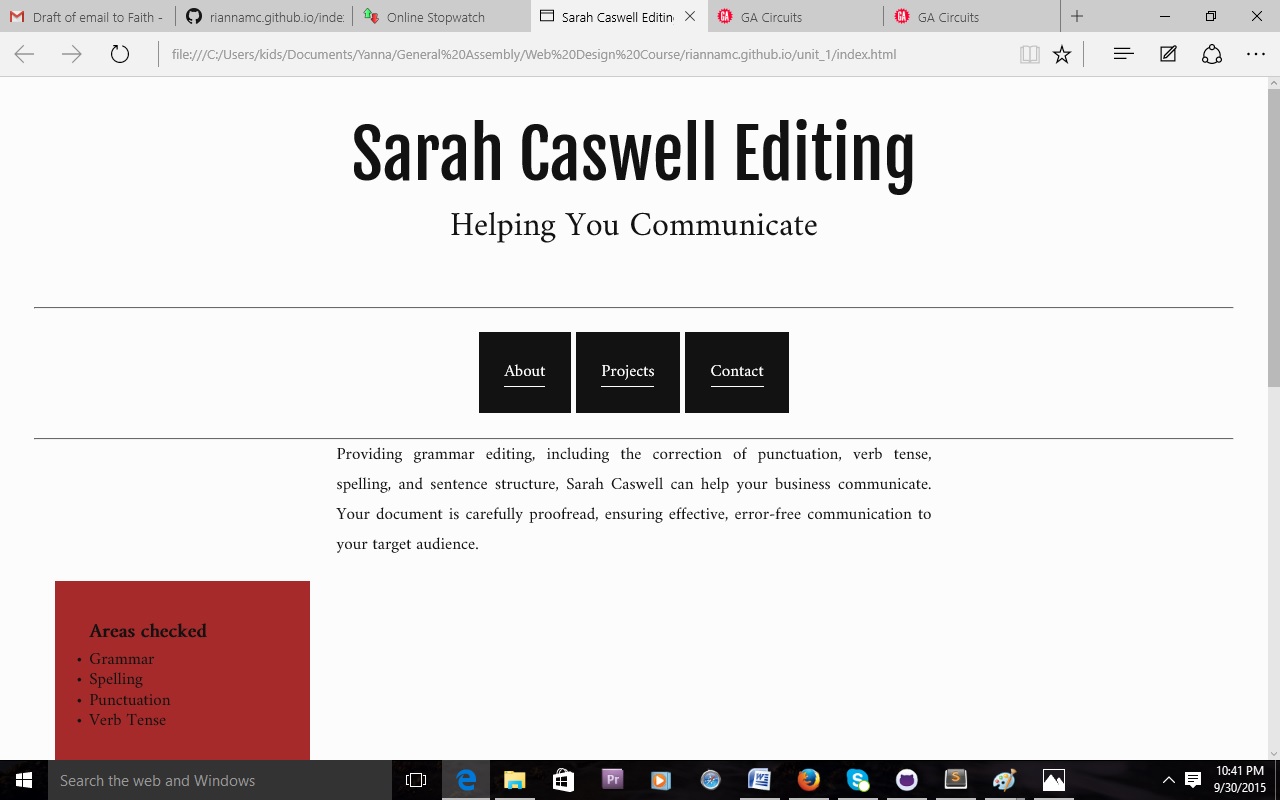 Draft of email to Faith -
riannamc.github.io/inde
Online Stopwatch
Sarah Caswell Editin
GA Circuits
GA Circuits
file:///C:/Users/kids/Documents/Yanna/General%20Assembly/Web%20Design%20Course/riannamc.github.io/unit_1/index.html
Sarah Caswell Editing
Helping You Communicate
About
Projects
Contact
Providing grammar editing, including the correction of punctuation, verb tense,
spelling, and sentence structure, Sarah Caswell can help your business communicate.
Your document is carefully proofread, ensuring effective, error-free communication to
your target audience.
Areas checked
• Grammar
• Spelling
• Punctuation
• Verb Tense
Search the web and Windows
10:41 PM
9/30/2015